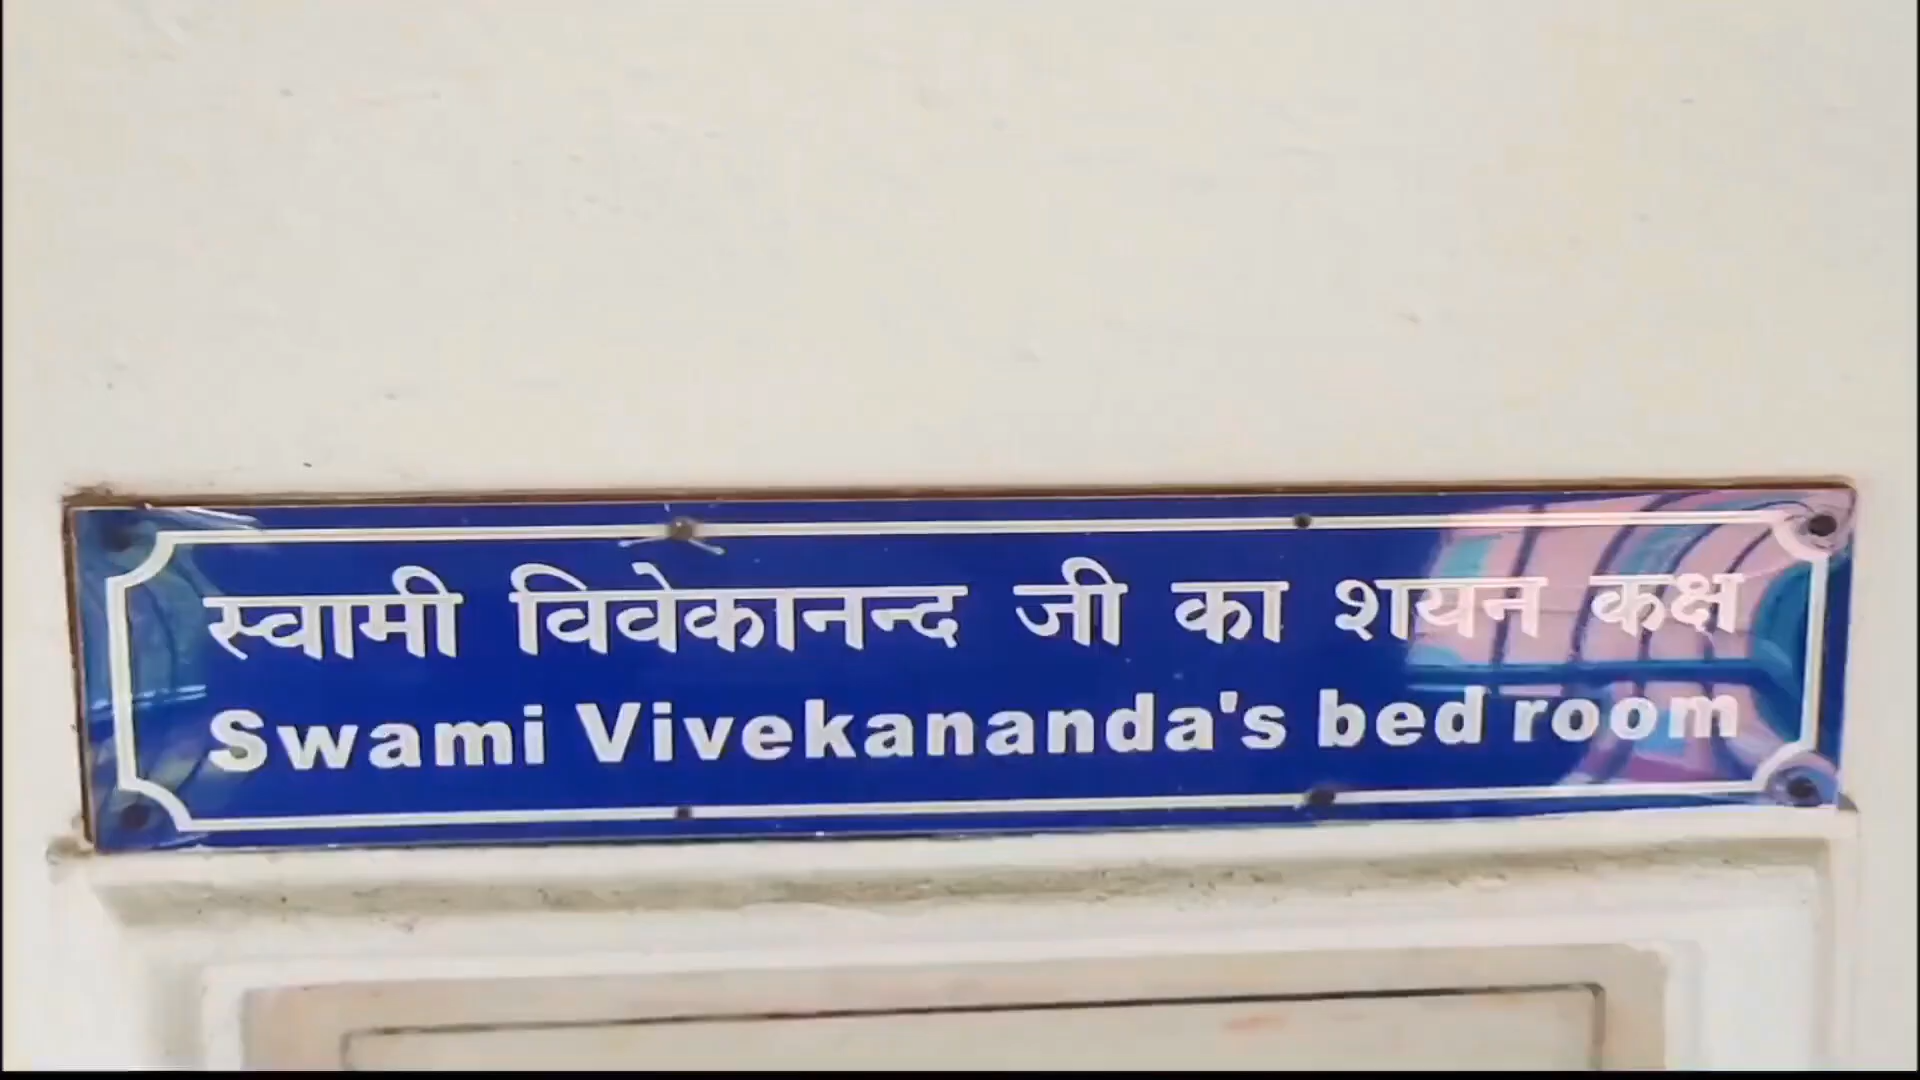 स्वामी विवेकानन्द जी का शयन कक्ष
Swami Vivekananda's bed room